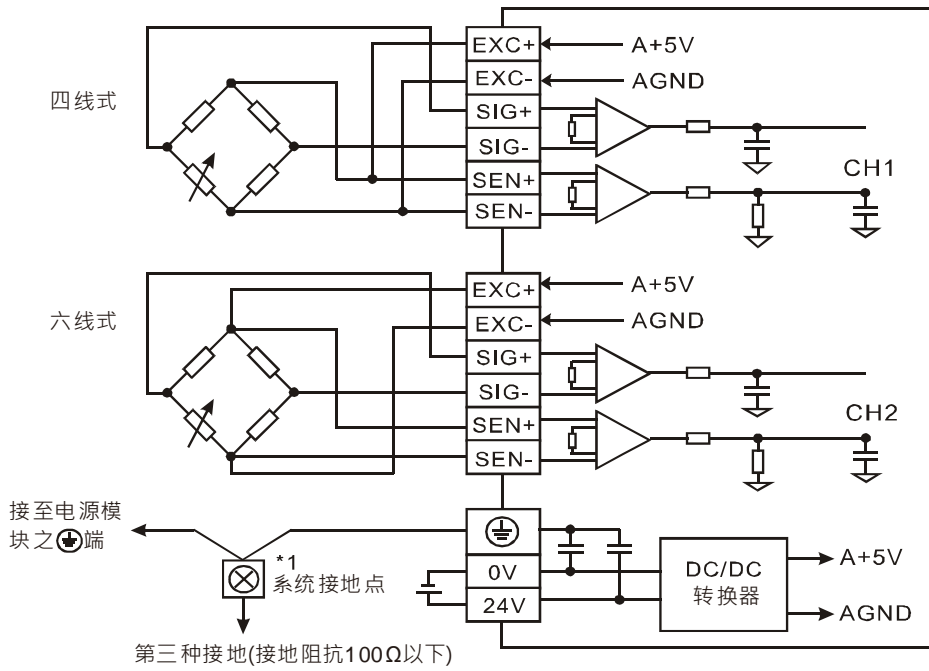 四线式
EXC+
A+5V
EXC-
AGND
SIG+
SIG-
SEN+
SEN-
CH1
六线式
EXC+
A+5V
EXC-
AGND
SIG+
SIG-
SEN+
SEN-
CH2
接至电源模
块之端
*1
系统接地点
第三种接地(接地阻抗100Ω以下)
0V
24V
DC/DC
转换器
A+5V
AGND